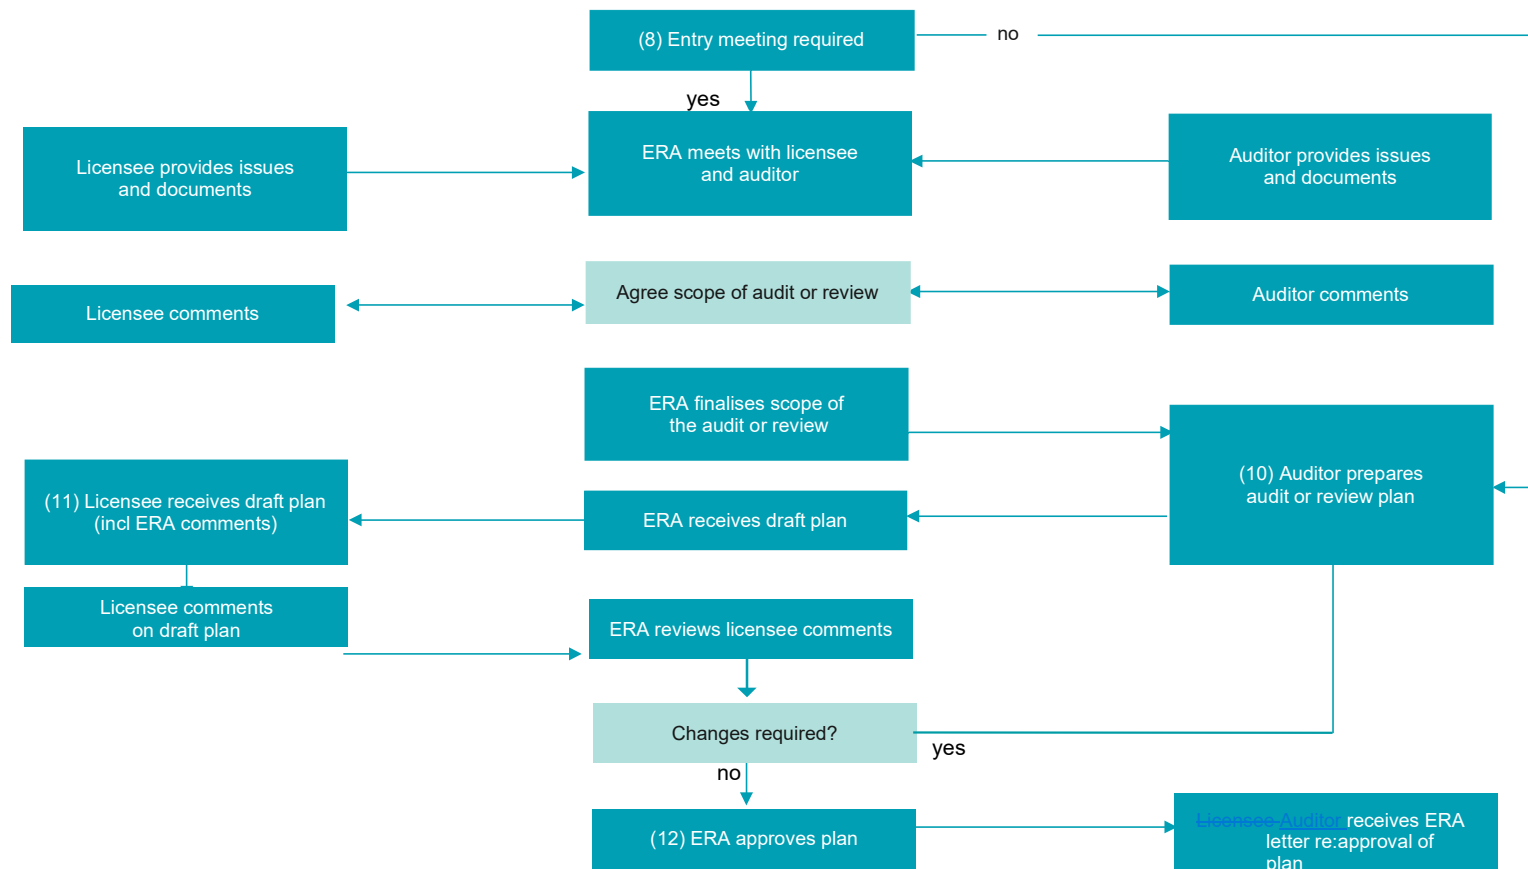 (8) Entry meeting required
no
yes
Licensee provides issues
and documents
ERA meets with licensee
and auditor
Auditor provides issues
and documents
Licensee comments
Agree scope of audit or review
Auditor comments
ERA finalises scope of
the audit or review
(10) Auditor prepares
audit or review plan
(11) Licensee receives draft plan
(incl ERA comments)
ERA receives draft plan
Licensee comments
on draft plan
ERA reviews licensee comments
Changes required?
yes
no
(12) ERA approves plan
Licensee Auditor receives ERA
letter re:approval of
plan